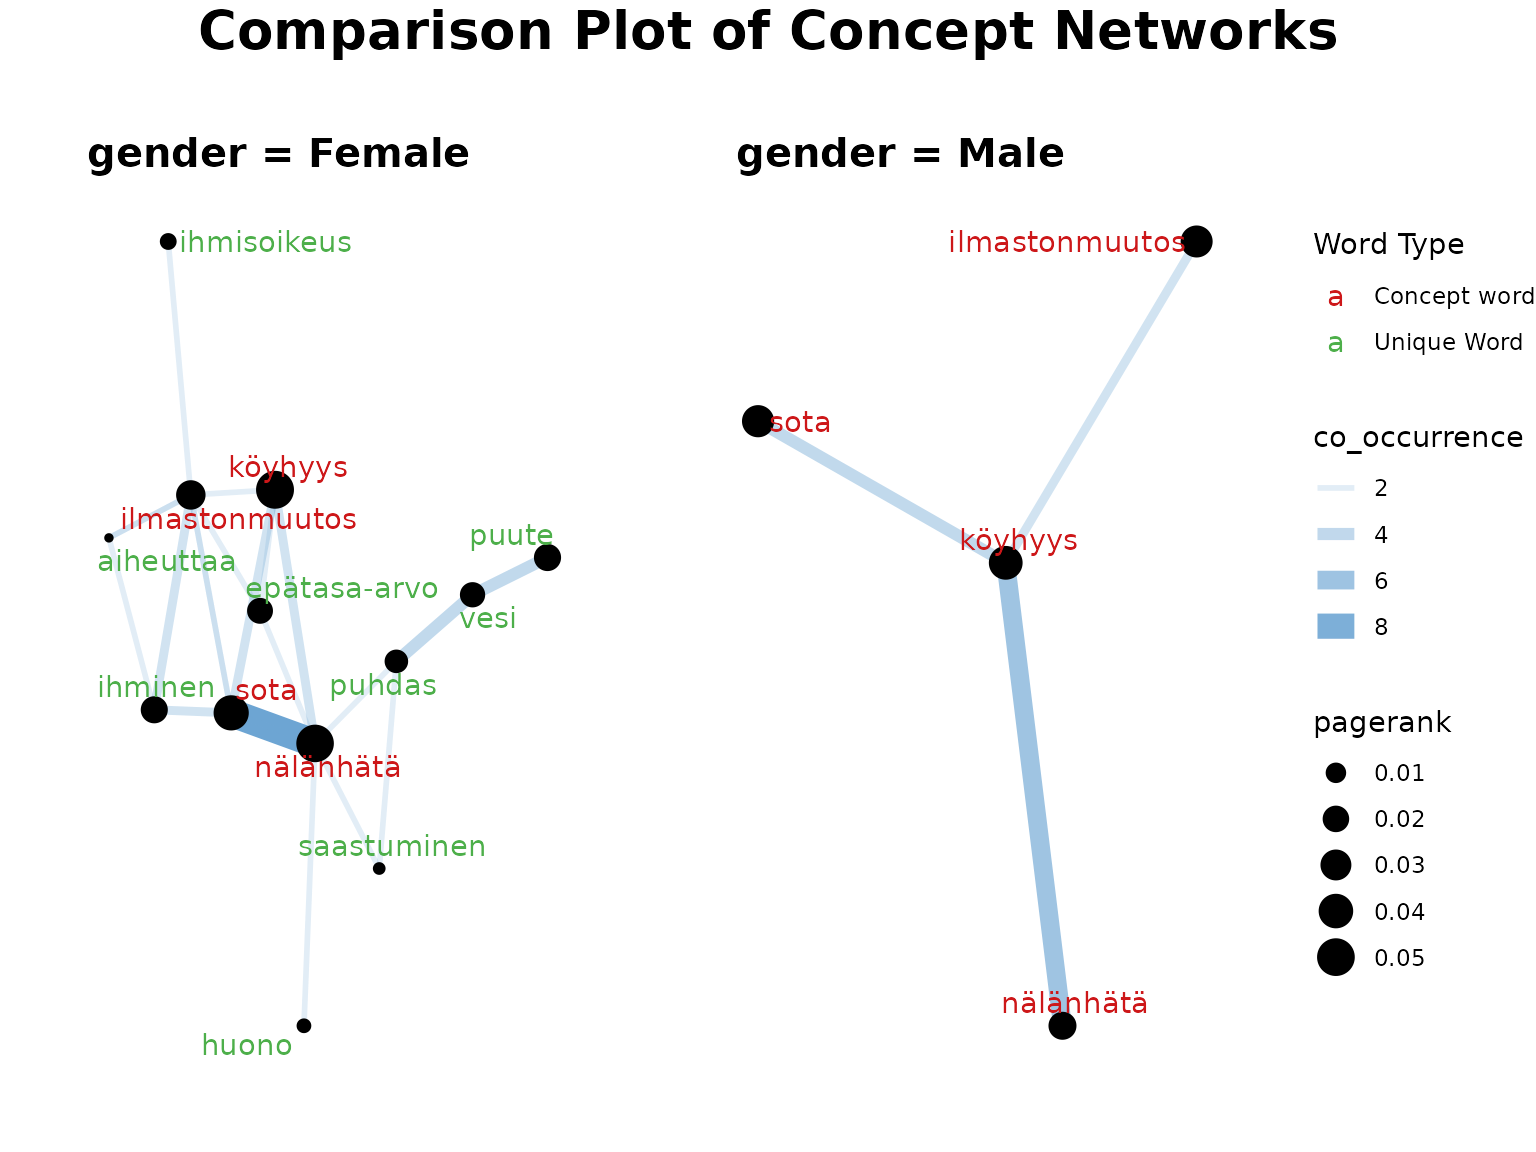 Comparison Plot of Concept Networks
gender = Female
ihmisoikeus
köyhyys
ilmastonmuutos
puute
aiheuttaa
epätasa-arvo
vesi
ihminen
sota
puhdas
nälänhätä
saastuminen
huono
gender = Male
ilmastonmuutos
sota
köyhyys
nälänhätä
Word Type
a Concept word
a Unique Word
co_occurrence
2
4
6
8
pagerank
0.01
0.02
0.03
0.04
0.05